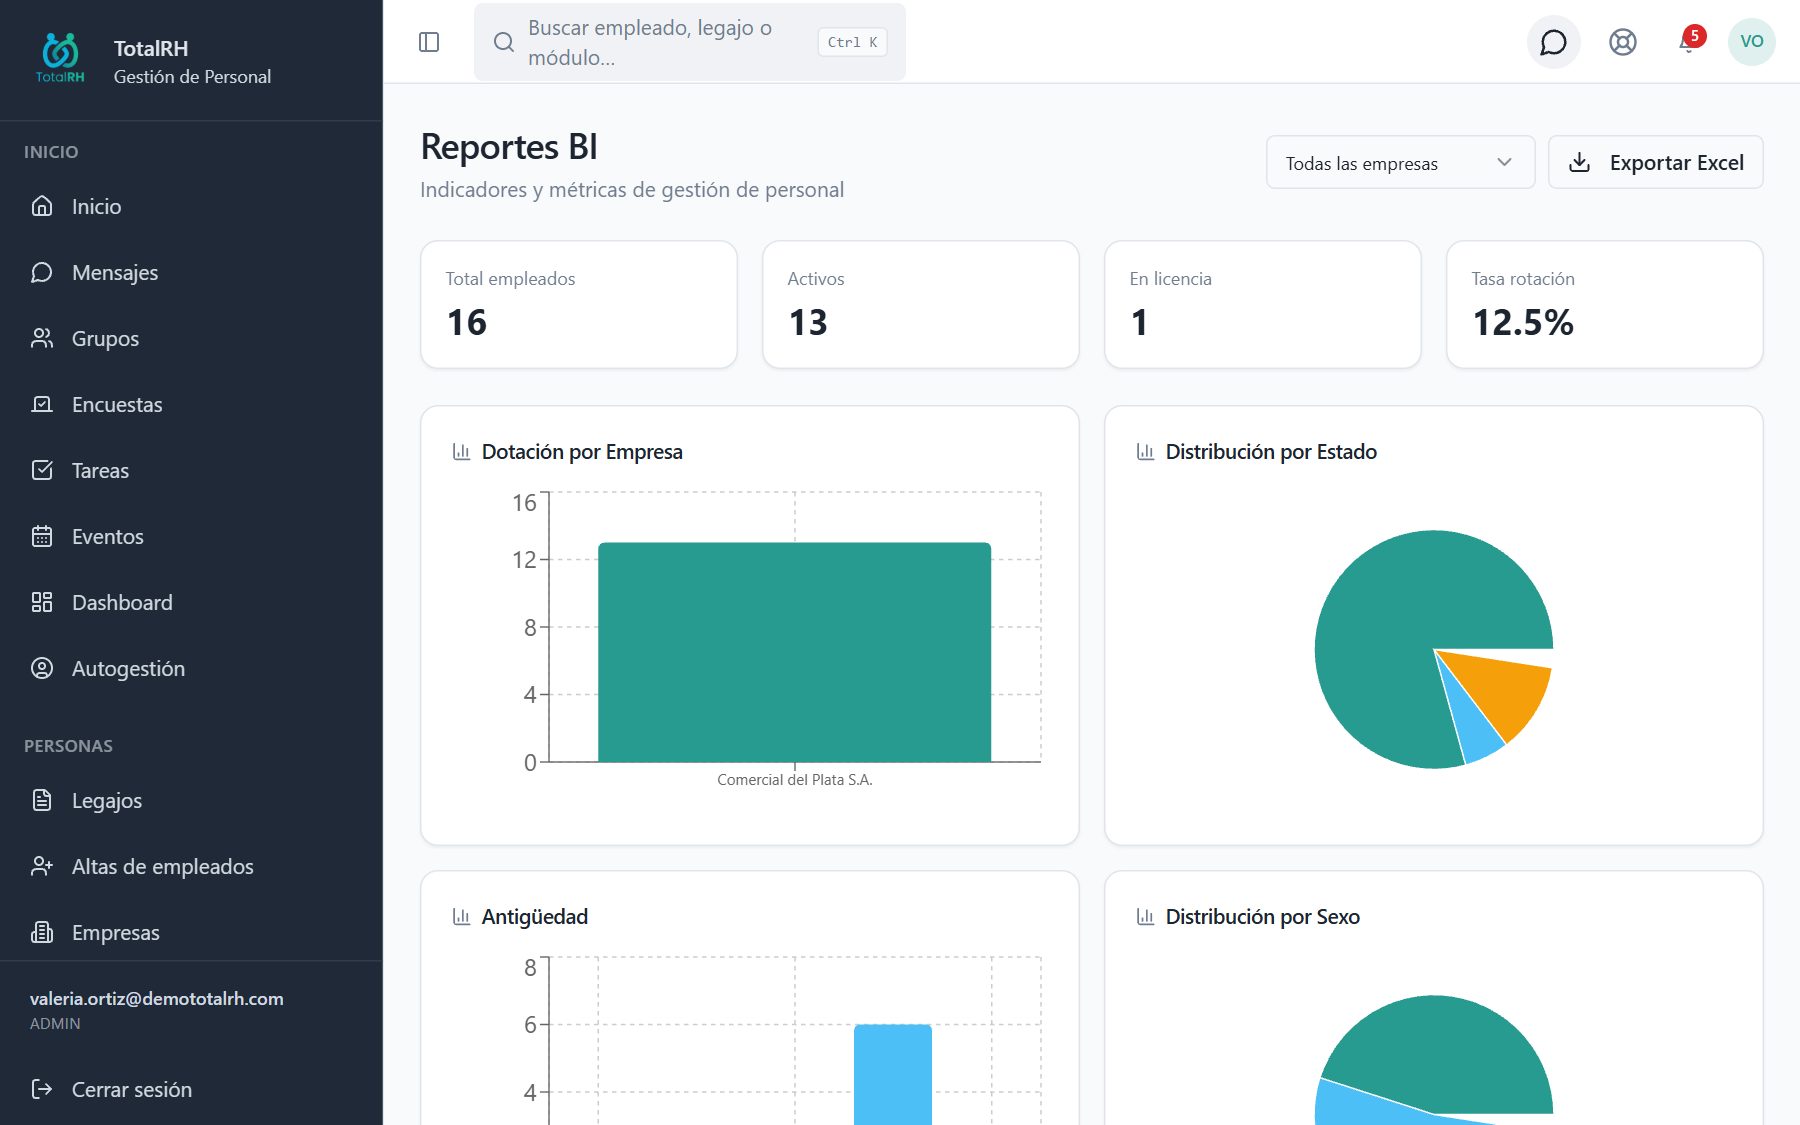 TotalRH
TotalRH
Gestión de Personal
INICIO
Inicio
Mensajes
Grupos
Encuestas
Tareas
Eventos
Dashboard
Autogestión
PERSONAS
Legajos
Altas de empleados
Empresas
valeria.ortiz@demototalrh.com
ADMIN
Cerrar sesión
Buscar empleado, legajo o
módulo...
Ctrl K
5
VO
Reportes BI
Indicadores y métricas de gestión de personal
Todas las empresas
Exportar Excel
Total empleados
16
Activos
13
En licencia
1
Tasa rotación
12.5%
Dotación por Empresa
16
12
8
4
0
Comercial del Plata S.A.
Distribución por Estado
Antigüedad
8
6
4
Distribución por Sexo